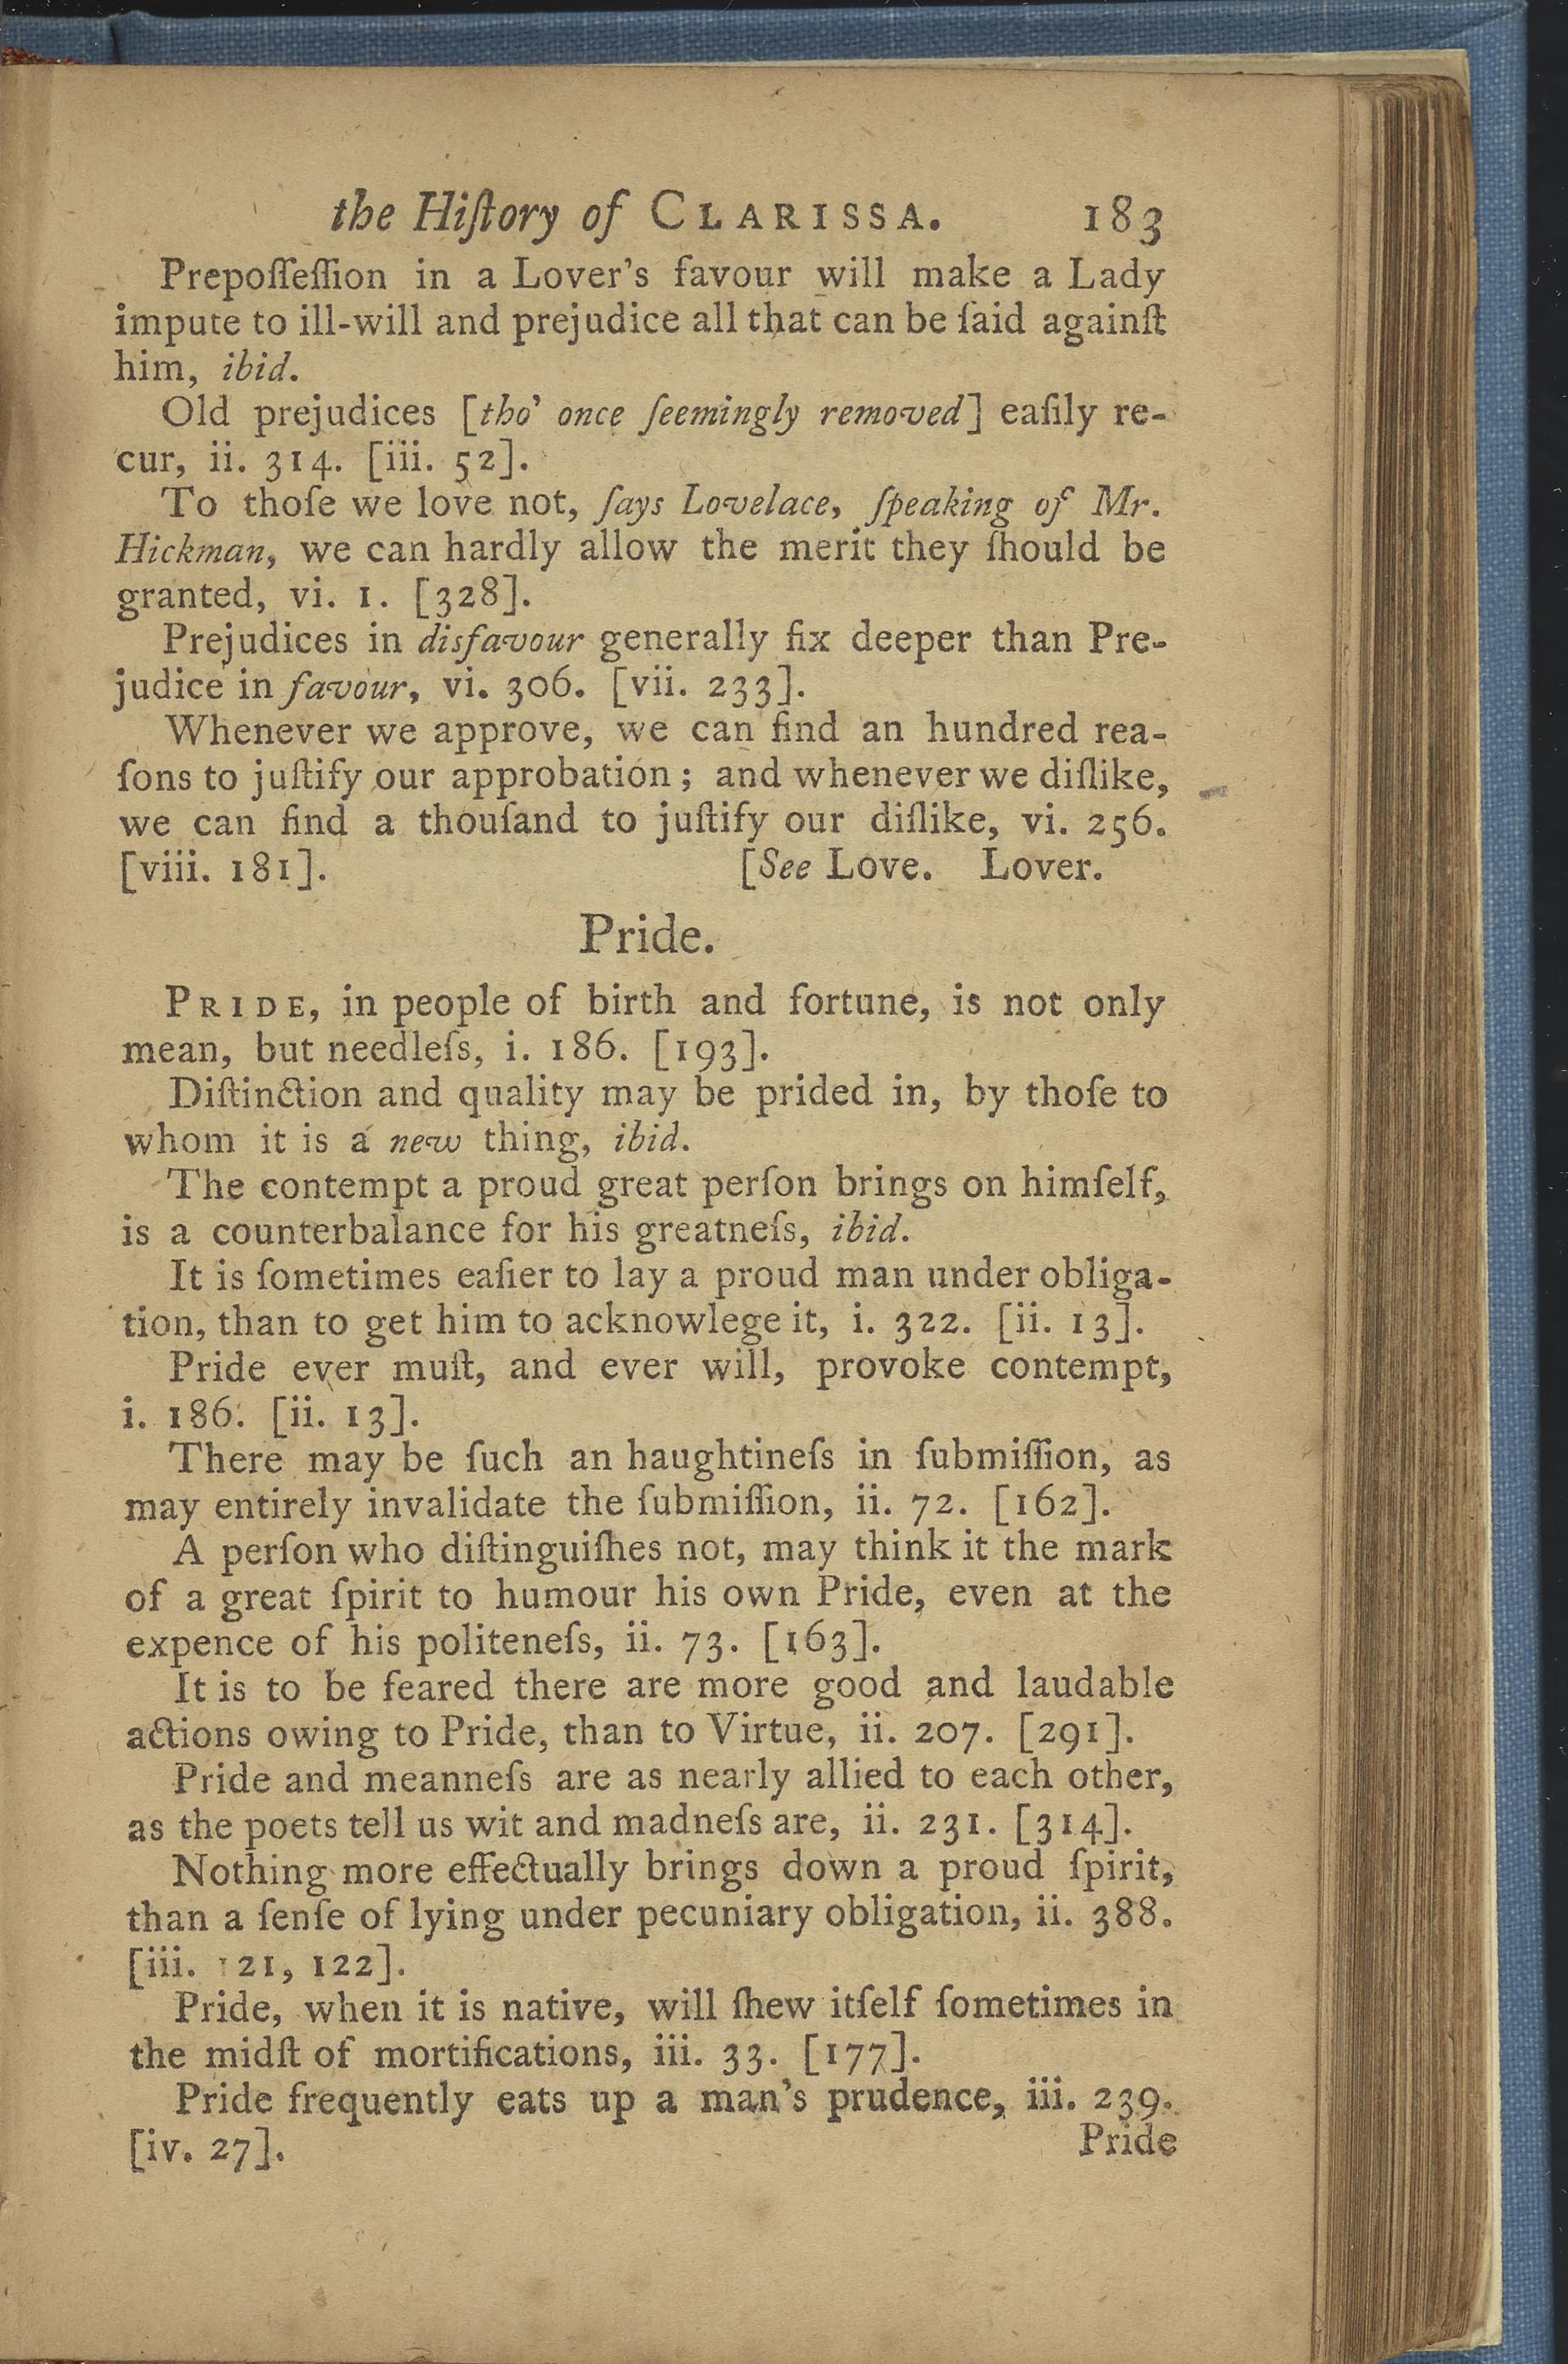 the Hiſtory of CLARISSA. 183
Prepoſſeſſion in a Lover's favour will make a Lady
impute to ill-will and prejudice all that can be ſaid againſt
him, ibid.
Old prejudices [tho' once ſeemingly removed] eaſily re-
cur, ii. 314. [iii. 52].
To thoſe we love not, ſays Lovelace, ſpeaking of Mr.
Hickman, we can hardly allow the merit they ſhould be
granted, vi. 1. [328].
Prejudices in disfavour generally fix deeper than Pre-
judice in favour, vi. 306. [vii. 233].
Whenever we approve, we can find an hundred rea-
ſons to juſtify our approbation; and whenever we diſlike,
we can find a thouſand to juſtify our diſlike, vi. 256.
[viii. 181]. [See Love. Lover.
Pride.
PRIDE, in people of birth and fortune, is not only
mean, but needleſs, i. 186. [193].
Diſtinction and quality may be prided in, by thoſe to
whom it is a new thing, ibid.
The contempt a proud great perſon brings on himſelf,
is a counterbalance for his greatneſs, ibid.
It is ſometimes eaſier to lay a proud man under obliga-
tion, than to get him to acknowlege it, i. 322. [ii. 13].
Pride ever muſt, and ever will, provoke contempt,
i. 186. [ii. 13].
There may be ſuch an haughtineſs in ſubmiſſion, as
may entirely invalidate the ſubmiſſion, ii. 72. [162].
A perſon who diſtinguiſhes not, may think it the mark
of a great ſpirit to humour his own Pride, even at the
expence of his politeneſs, ii. 73. [163].
It is to be feared there are more good and laudable
actions owing to Pride, than to Virtue, ii. 207. [291].
Pride and meanneſs are as nearly allied to each other,
as the poets tell us wit and madneſs are, ii. 231. [314].
Nothing more effectually brings down a proud ſpirit,
than a ſenſe of lying under pecuniary obligation, ii. 388.
[iii. 121, 122].
Pride, when it is native, will ſhew itſelf ſometimes in
the midſt of mortifications, iii. 33. [177].
Pride frequently eats up a man's prudence, iii. 239.
[iv. 27]. Pride